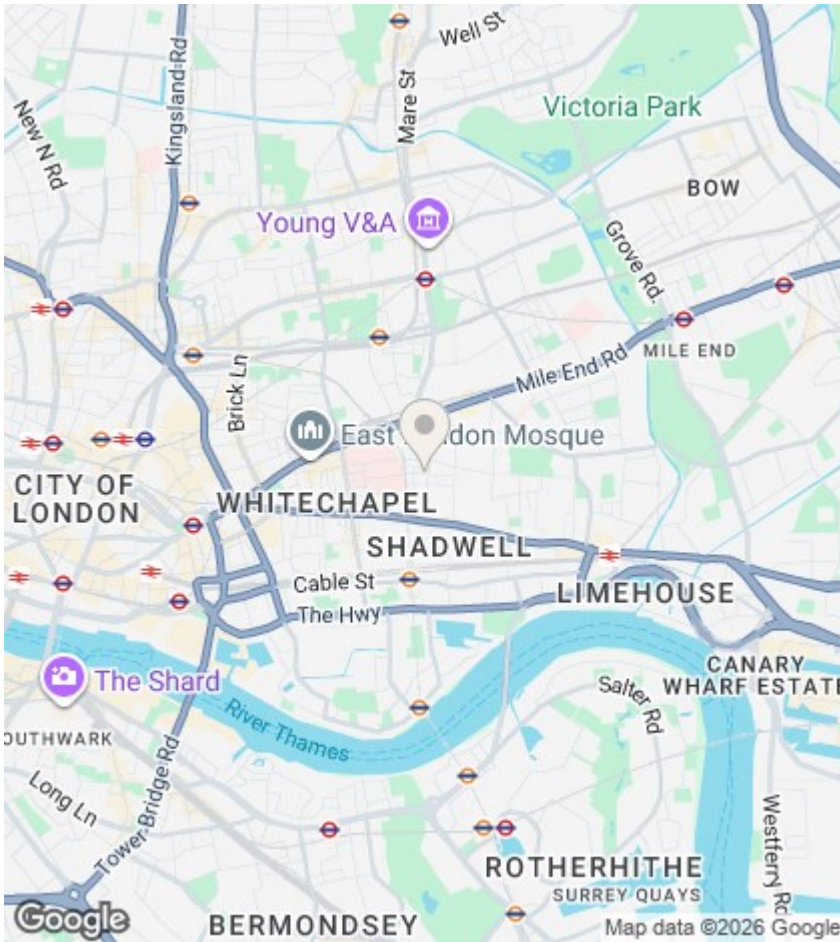 Well St
Kingsland Rd
Mare St
New N Rd
Victoria Park
BOW
Young V&A
Grove Rd.
MILE END
Mile End Rd
Brick Ln
East London Mosque
CITY OF
LONDON
WHITECHAPEL
SHADWELL
Cable St
The Hwy
LIMEHOUSE
CANARY
WHARF ESTATE
The Shard
Salter Rd
River Thames
OUTHWARK
Long Ln
Tower Bridge Rd
Westferry Rd
ROTHERHITHE
SURREY QUAYS
BERMONDSEY
Google
Map data ©2026 Google